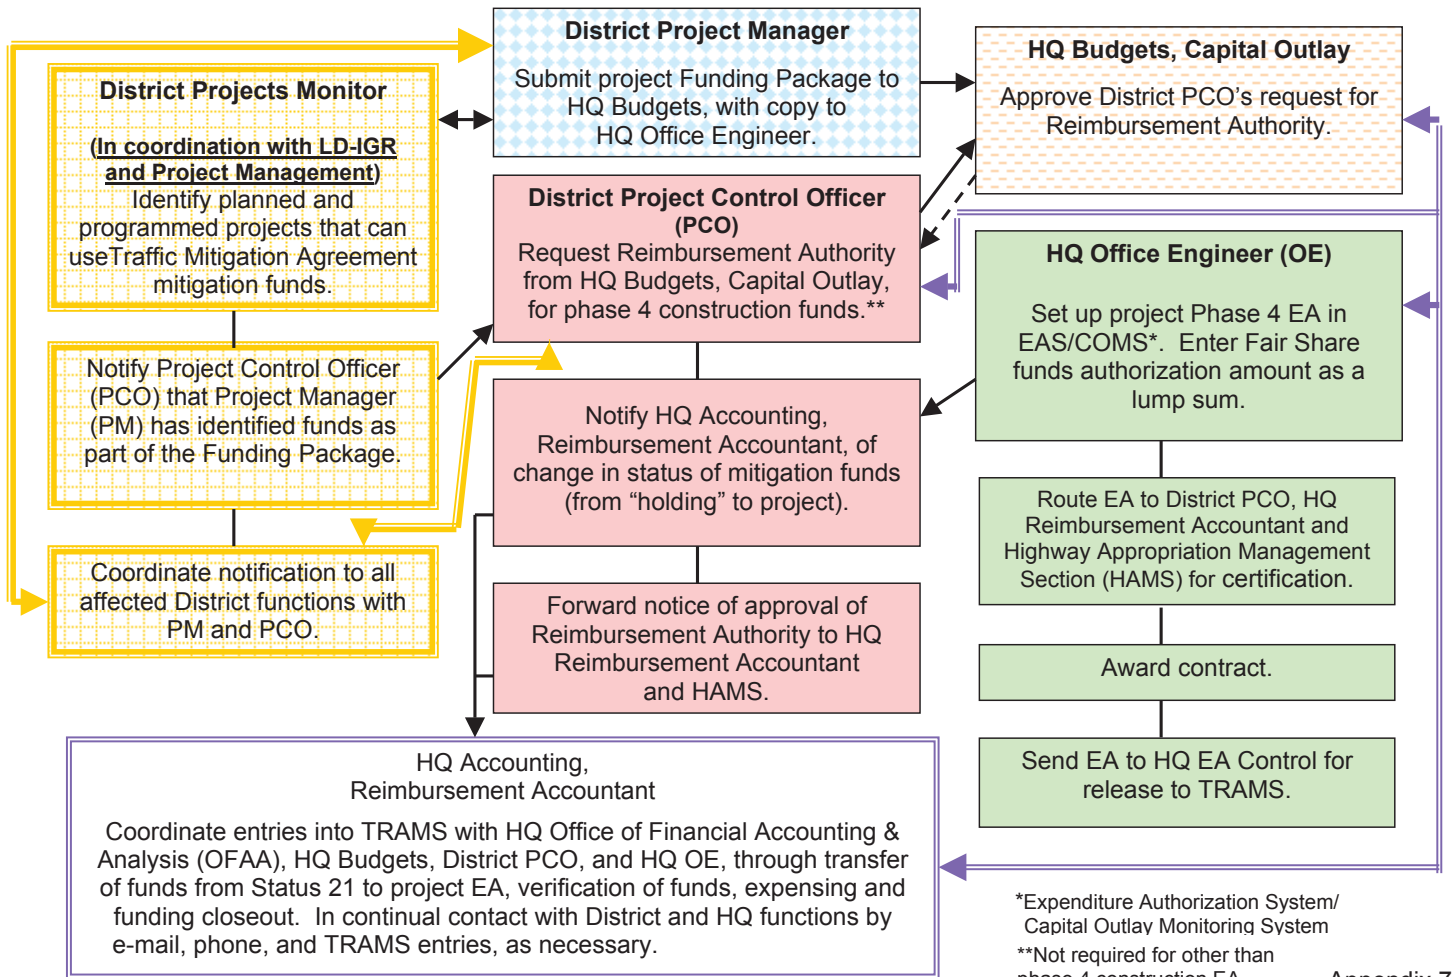 District Project Manager
Submit project Funding Package to
HQ Budgets, with copy to
HQ Office Engineer.
HQ Budgets, Capital Outlay
Approve District PCO's request for
Reimbursement Authority.
District Projects Monitor
(In coordination with LD-IGR
and Project Management)
Identify planned and
programmed projects that can
useTraffic Mitigation Agreement
mitigation funds.
District Project Control Officer
(PCO)
Request Reimbursement Authority
from HQ Budgets, Capital Outlay,
for phase 4 construction funds.**
HQ Office Engineer (OE)
Set up project Phase 4 EA in
EAS/COMS*.  Enter Fair Share
funds authorization amount as a
lump sum.
Notify Project Control Officer
(PCO) that Project Manager
(PM) has identified funds as
part of the Funding Package.
Notify HQ Accounting,
Reimbursement Accountant, of
change in status of mitigation funds
(from “holding” to project).
Route EA to District PCO, HQ
Reimbursement Accountant and
Highway Appropriation Management
Section (HAMS) for certification.
Coordinate notification to all
affected District functions with
PM and PCO.
Forward notice of approval of
Reimbursement Authority to HQ
Reimbursement Accountant
and HAMS.
Award contract.
Send EA to HQ EA Control for
release to TRAMS.
HQ Accounting,
Reimbursement Accountant
Coordinate entries into TRAMS with HQ Office of Financial Accounting &
Analysis (OFAA), HQ Budgets, District PCO, and HQ OE, through transfer
of funds from Status 21 to project EA, verification of funds, expensing and
funding closeout.  In continual contact with District and HQ functions by
e-mail, phone, and TRAMS entries, as necessary.
*Expenditure Authorization System/
Capital Outlay Monitoring System
**Not required for other than
phase 4 construction EA
Appendix 7